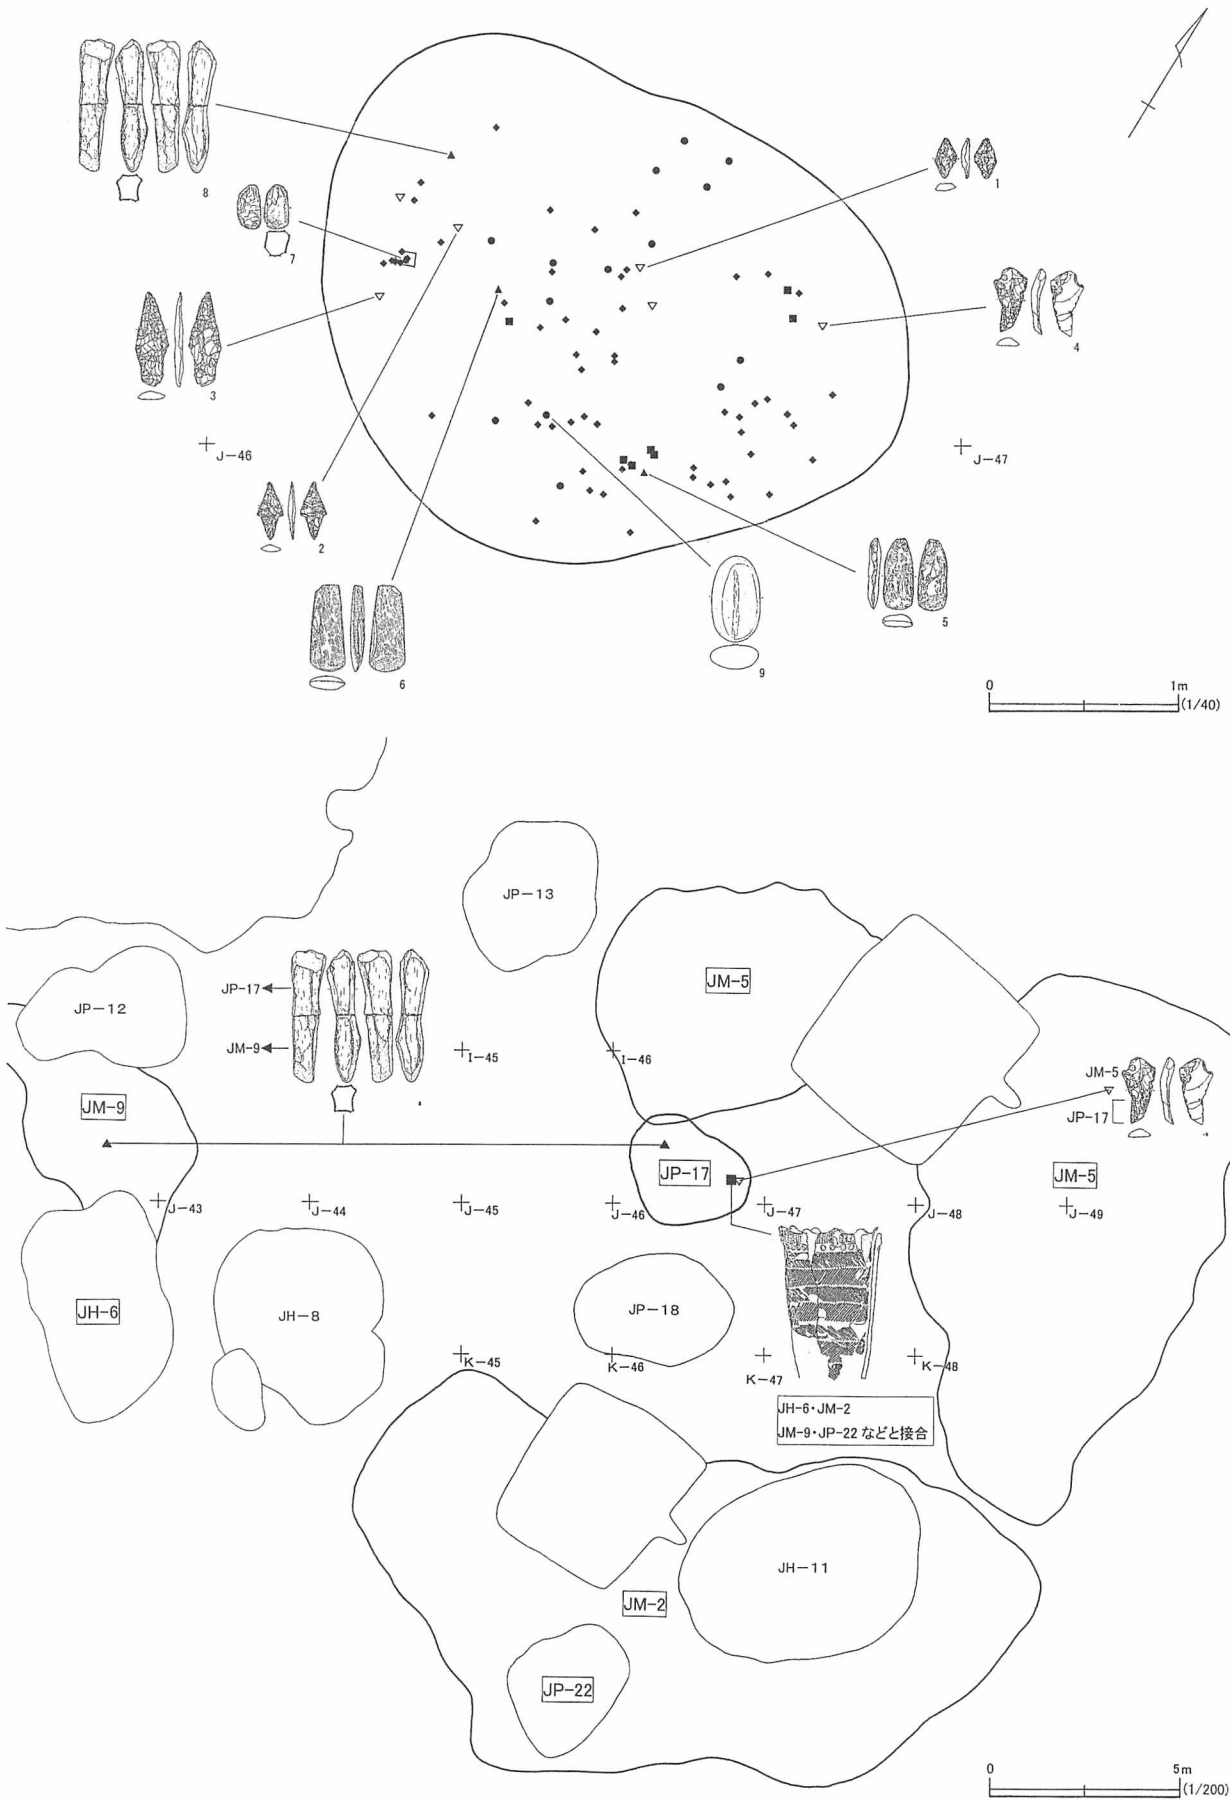 8
1
7
4
3
J-46
J-47
2
5
6
9
0 1m
(1/40)
JP-13
JM-5
JP-17
JP-12
JM-9
I-45
I-46
JM-5
JM-9
JP-17
JP-17
JM-5
J-43
J-44
J-45
J-46
J-47
J-48
J-49
JH-6
JH-8
JP-18
K-45
K-46
K-47
K-48
JH-6・JM-2
JM-9・JP-22 などと接合
JH-11
JM-2
JP-22
0 5m
(1/200)